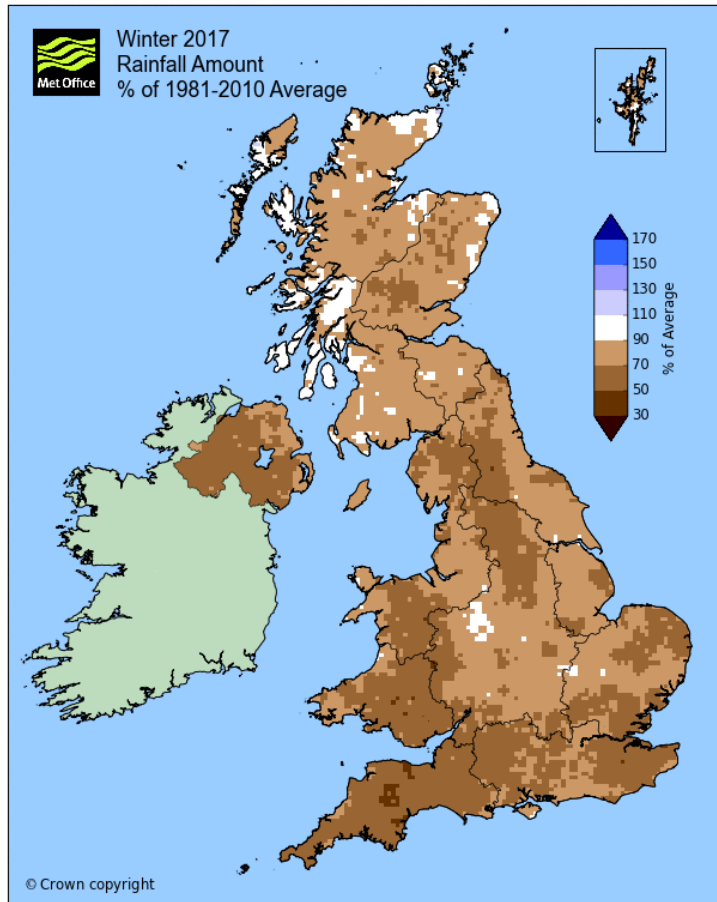 Winter 2017
Rainfall Amount
% of 1981-2010 Average
Met Office
170
150
130
110
90
70
50
30
% of Average
© Crown copyright